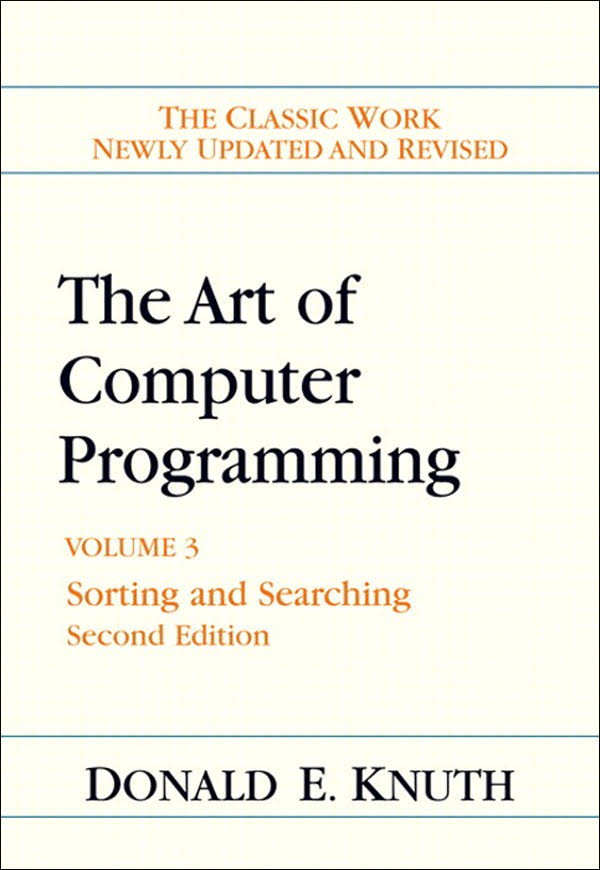 THE CLASSIC WORK
NEWLY UPDATED AND REVISED
The Art of
Computer
Programming
VOLUME 3
Sorting and Searching
Second Edition
DONALD E. KNUTH